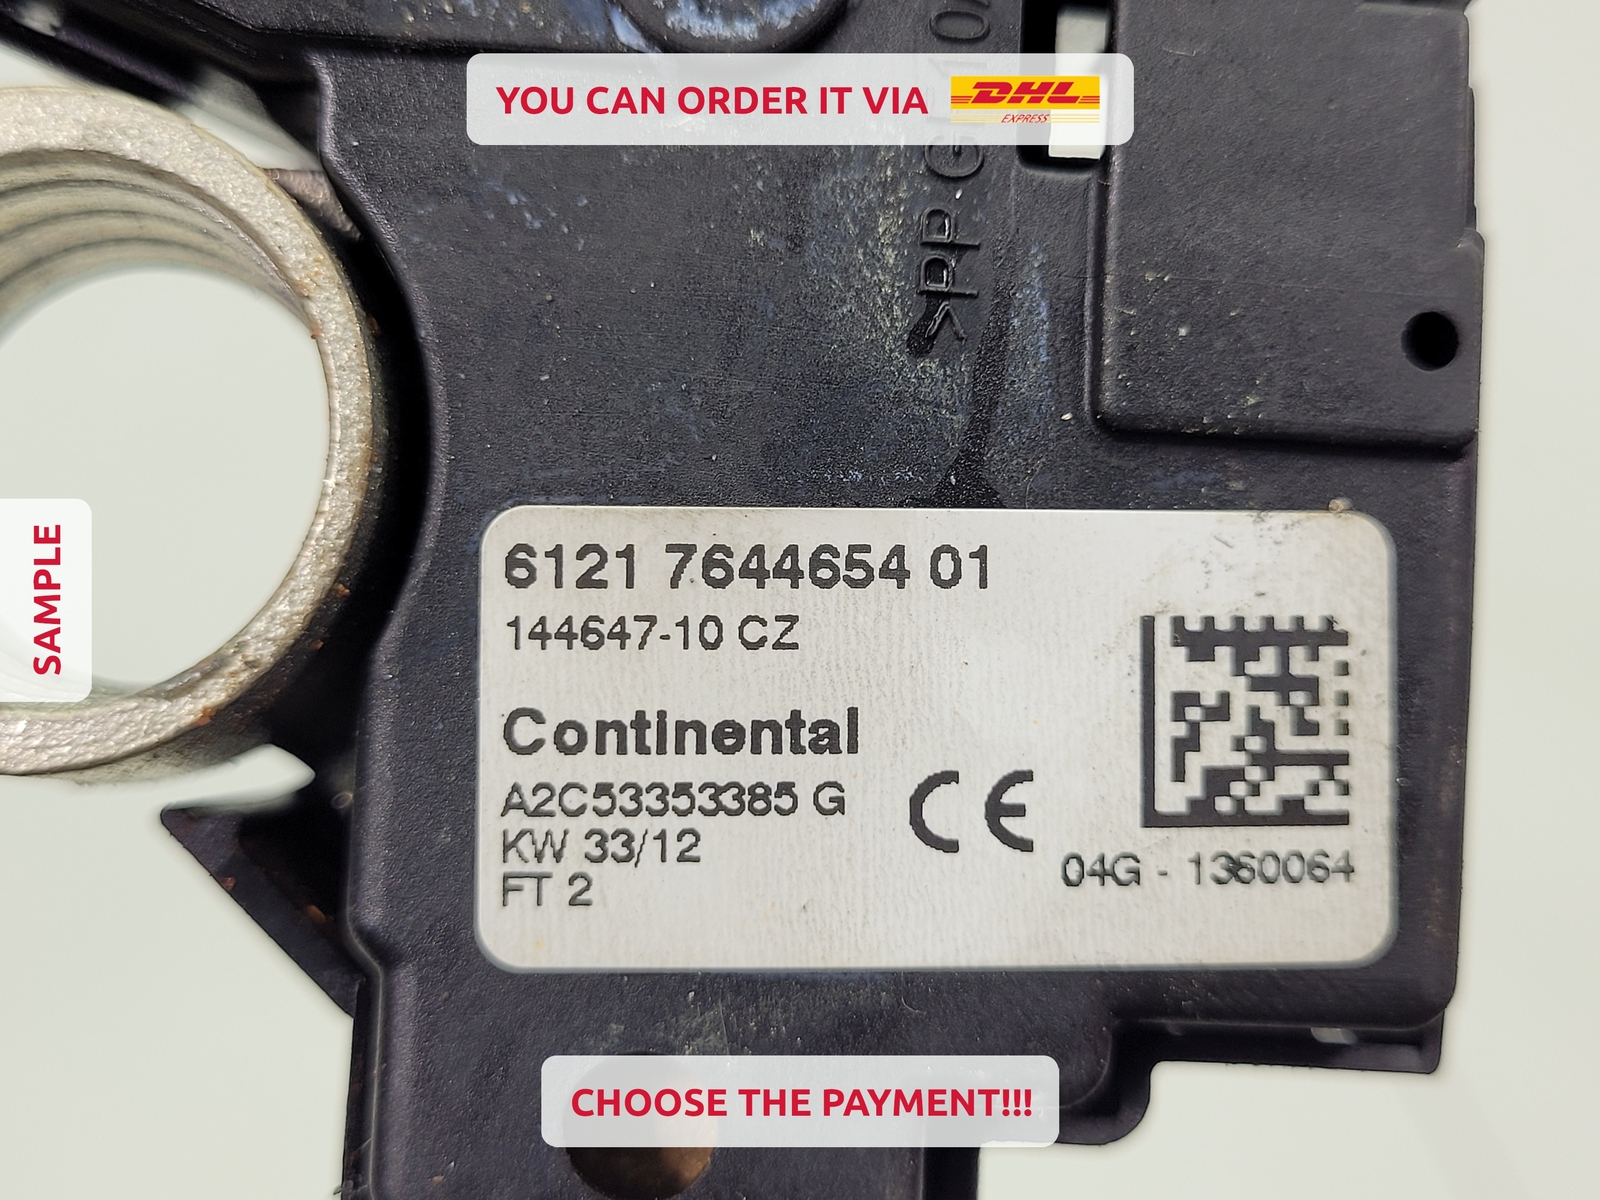 YOU CAN ORDER IT VIA DHL
EXPRESS
>PP G
SAMPLE
6121 7644654 01
144647-10 CZ
Continental
A2C53353385 G
KW 33/12
FT 2
CE
04G - 1360064
CHOOSE THE PAYMENT!!!